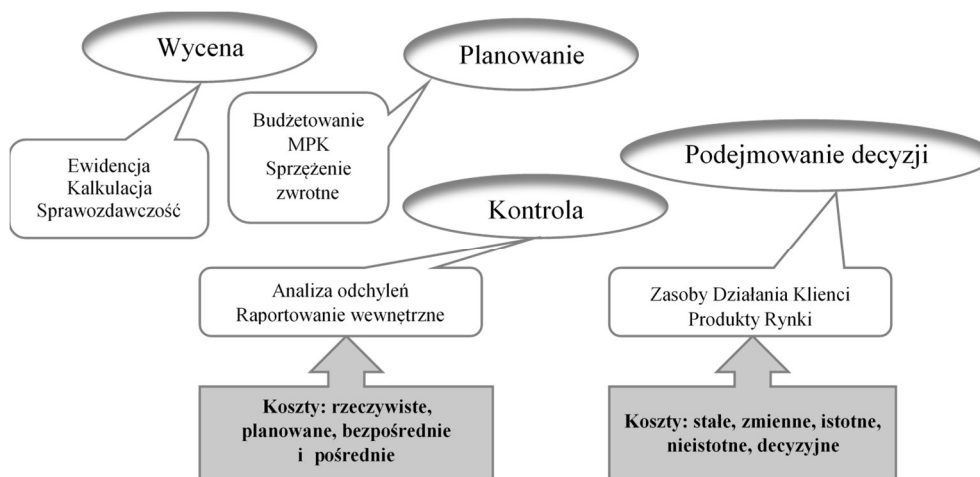 Wycena
Planowanie
Budżetowanie
MPK
Sprzężenie
zwrotne
Ewidencja
Kalkulacja
Sprawozdawczość
Podejmowanie decyzji
Kontrola
Analiza odchyleń
Raportowanie wewnętrzne
Zasoby Działania Klienci
Produkty Rynki
Koszty: rzeczywiste,
planowane, bezpośrednie
i pośrednie
Koszty: stałe, zmienne, istotne,
nieistotne, decyzyjne